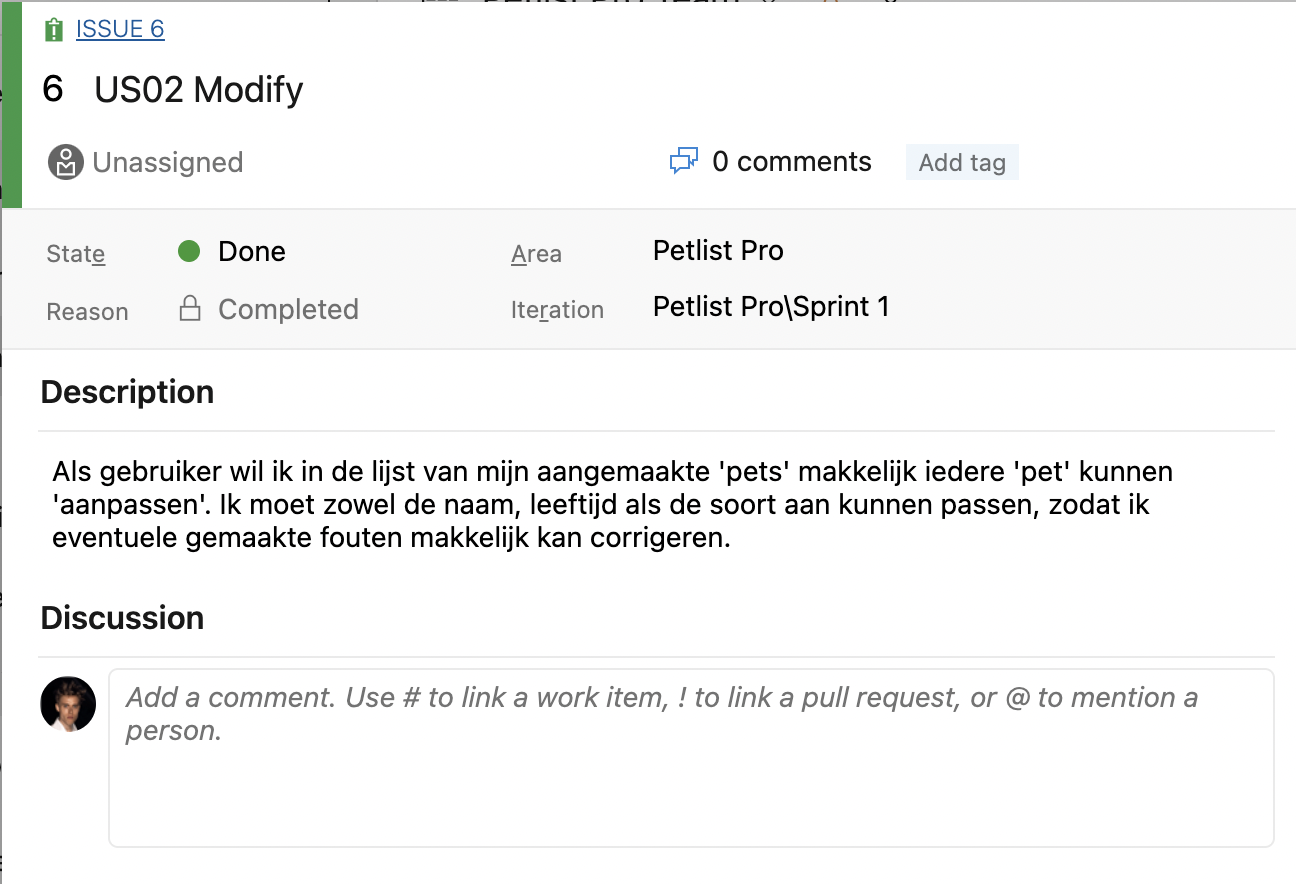 ISSUE 6
6 US02 Modify
Unassigned
0 comments
Add tag
State Done Area Petlist Pro
Reason Completed Iteration Petlist Pro\Sprint 1
Description
Als gebruiker wil ik in de lijst van mijn aangemaakte 'pets' makkelijk iedere 'pet' kunnen
'aanpassen'. Ik moet zowel de naam, leeftijd als de soort aan kunnen passen, zodat ik
eventuele gemaakte fouten makkelijk kan corrigeren.
Discussion
Add a comment. Use # to link a work item, ! to link a pull request, or @ to mention a
person.